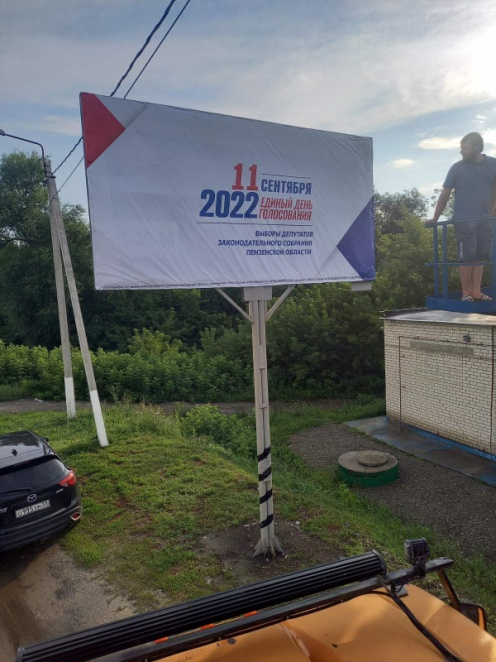 11 СЕНТЯБРЯ
2022 ЕДИНЫЙ ДЕНЬ
ГОЛОСОВАНИЯ
ВЫБОРЫ ДЕПУТАТОВ
ЗАКОНОДАТЕЛЬНОГО СОБРАНИЯ
ПЕНЗЕНСКОЙ ОБЛАСТИ